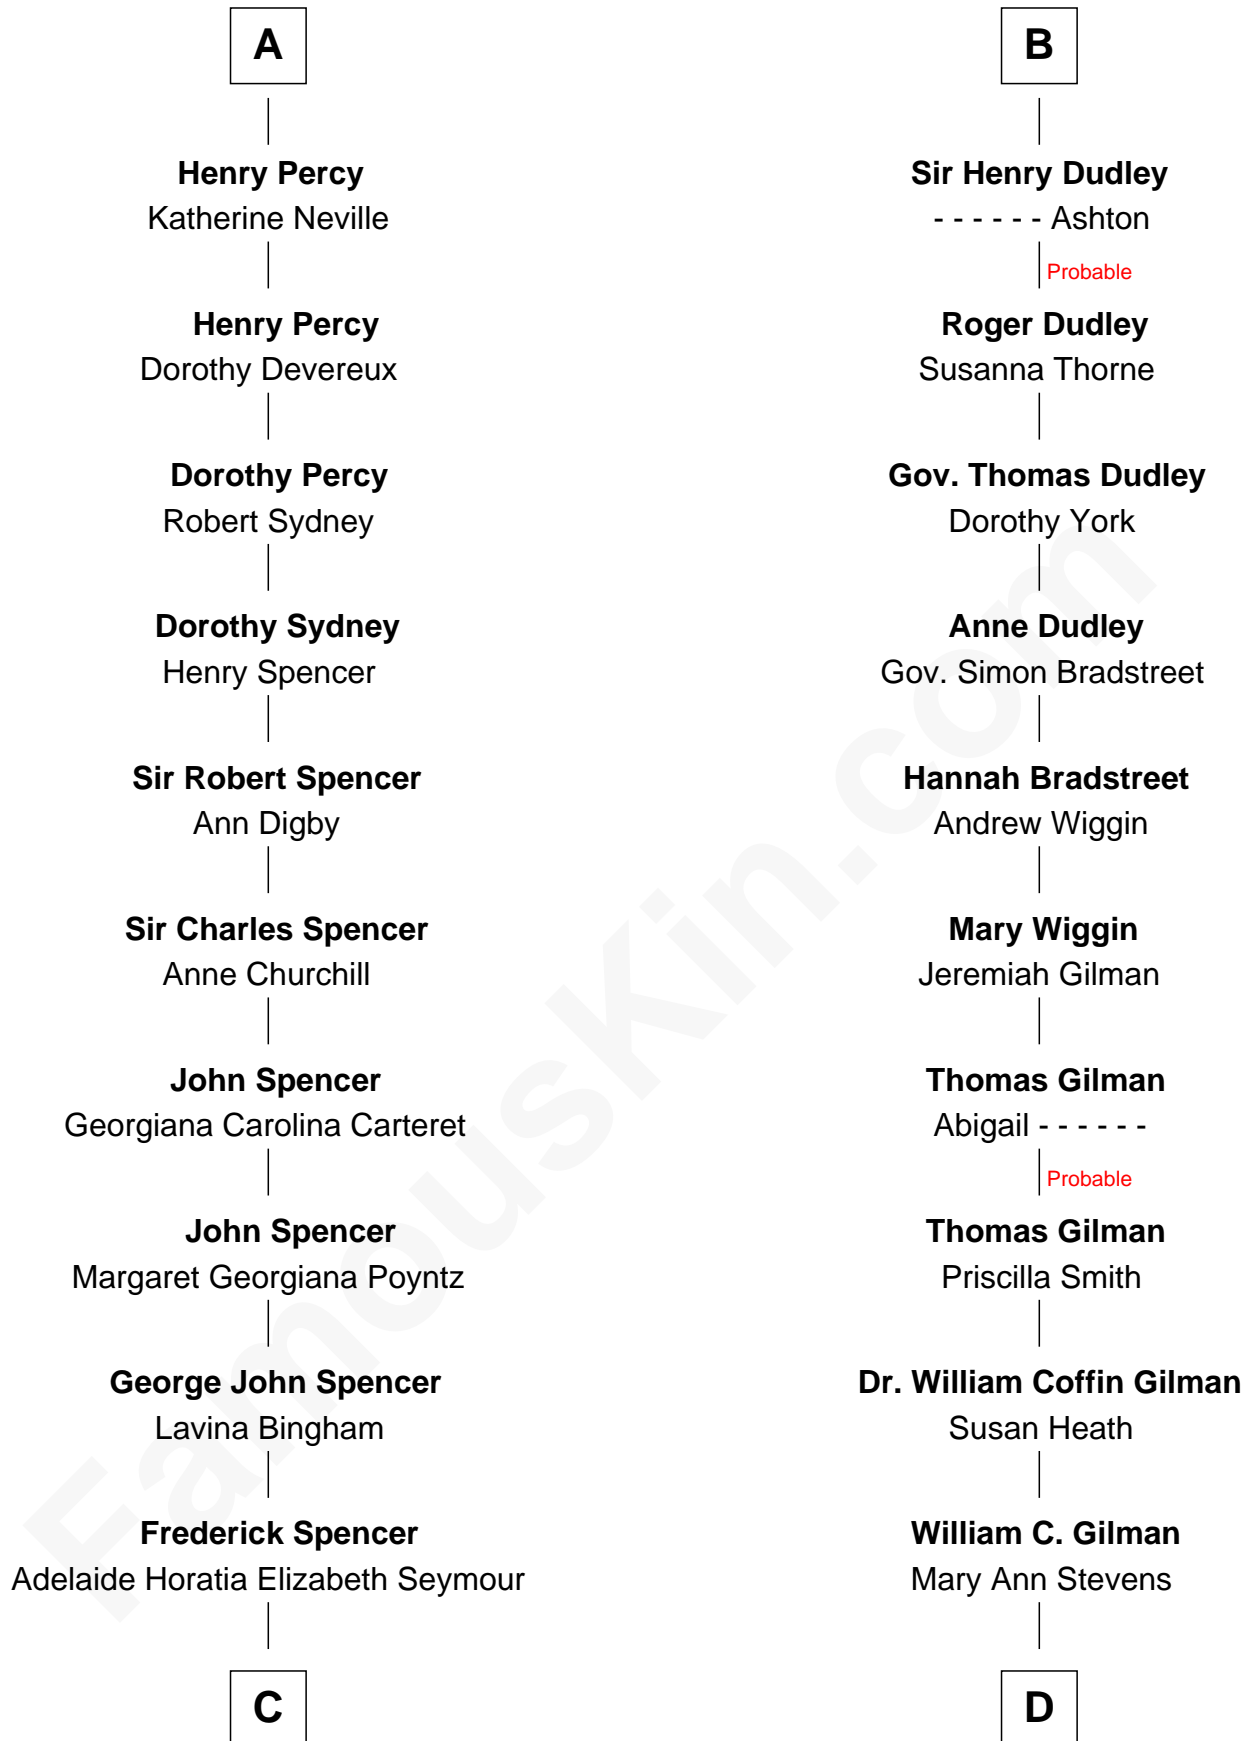 A
Henry Percy
Katherine Neville
Henry Percy
Dorothy Devereux
Dorothy Percy
Robert Sydney
Dorothy Sydney
Henry Spencer
Sir Robert Spencer
Ann Digby
Sir Charles Spencer
Anne Churchill
John Spencer
Georgiana Carolina Carteret
John Spencer
Margaret Georgiana Poyntz
George John Spencer
Lavina Bingham
Frederick Spencer
Adelaide Horatia Elizabeth Seymour
C
B
Sir Henry Dudley
- - - - - - Ashton
Probable
Roger Dudley
Susanna Thorne
Gov. Thomas Dudley
Dorothy York
Anne Dudley
Gov. Simon Bradstreet
Hannah Bradstreet
Andrew Wiggin
Mary Wiggin
Jeremiah Gilman
Thomas Gilman
Abigail - - - - - -
Probable
Thomas Gilman
Priscilla Smith
Dr. William Coffin Gilman
Susan Heath
William C. Gilman
Mary Ann Stevens
D
FamousKin.com